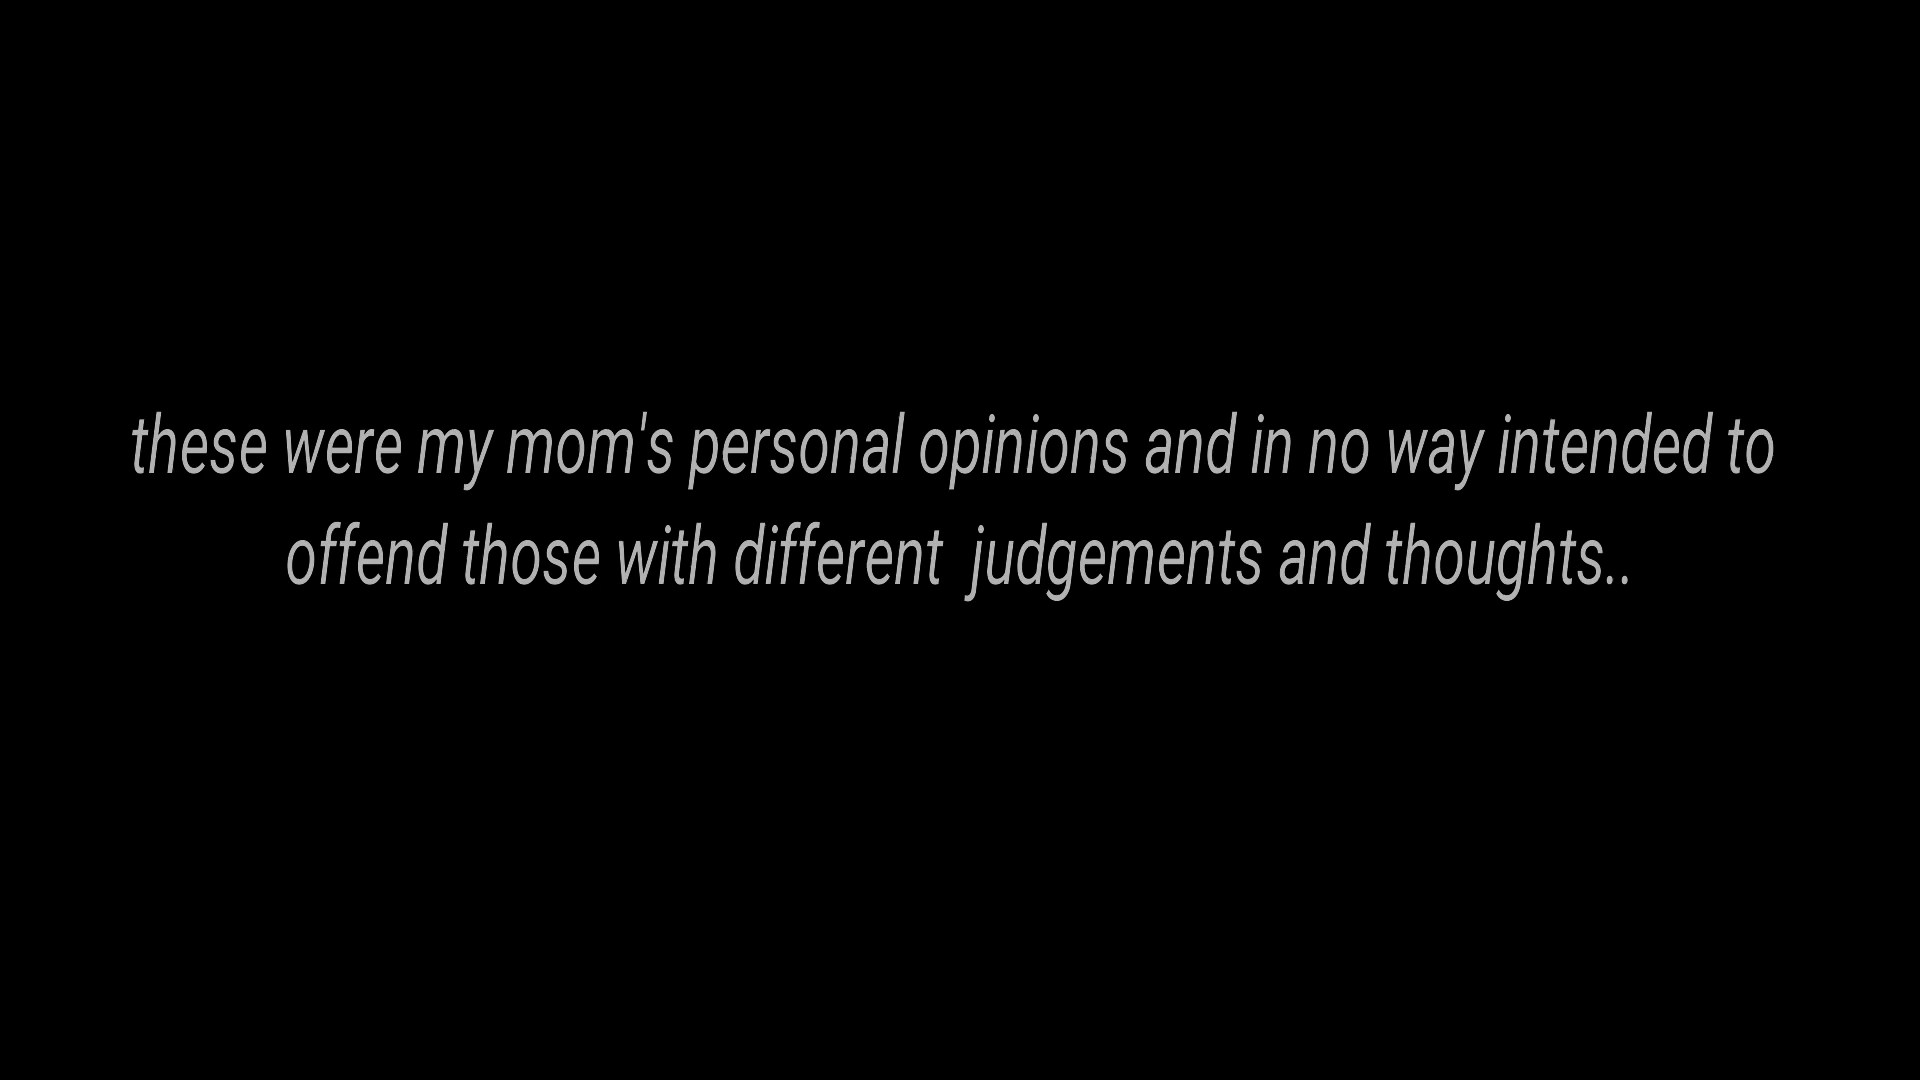 these were my mom's personal opinions and in no way intended to
offend those with different  judgements and thoughts..